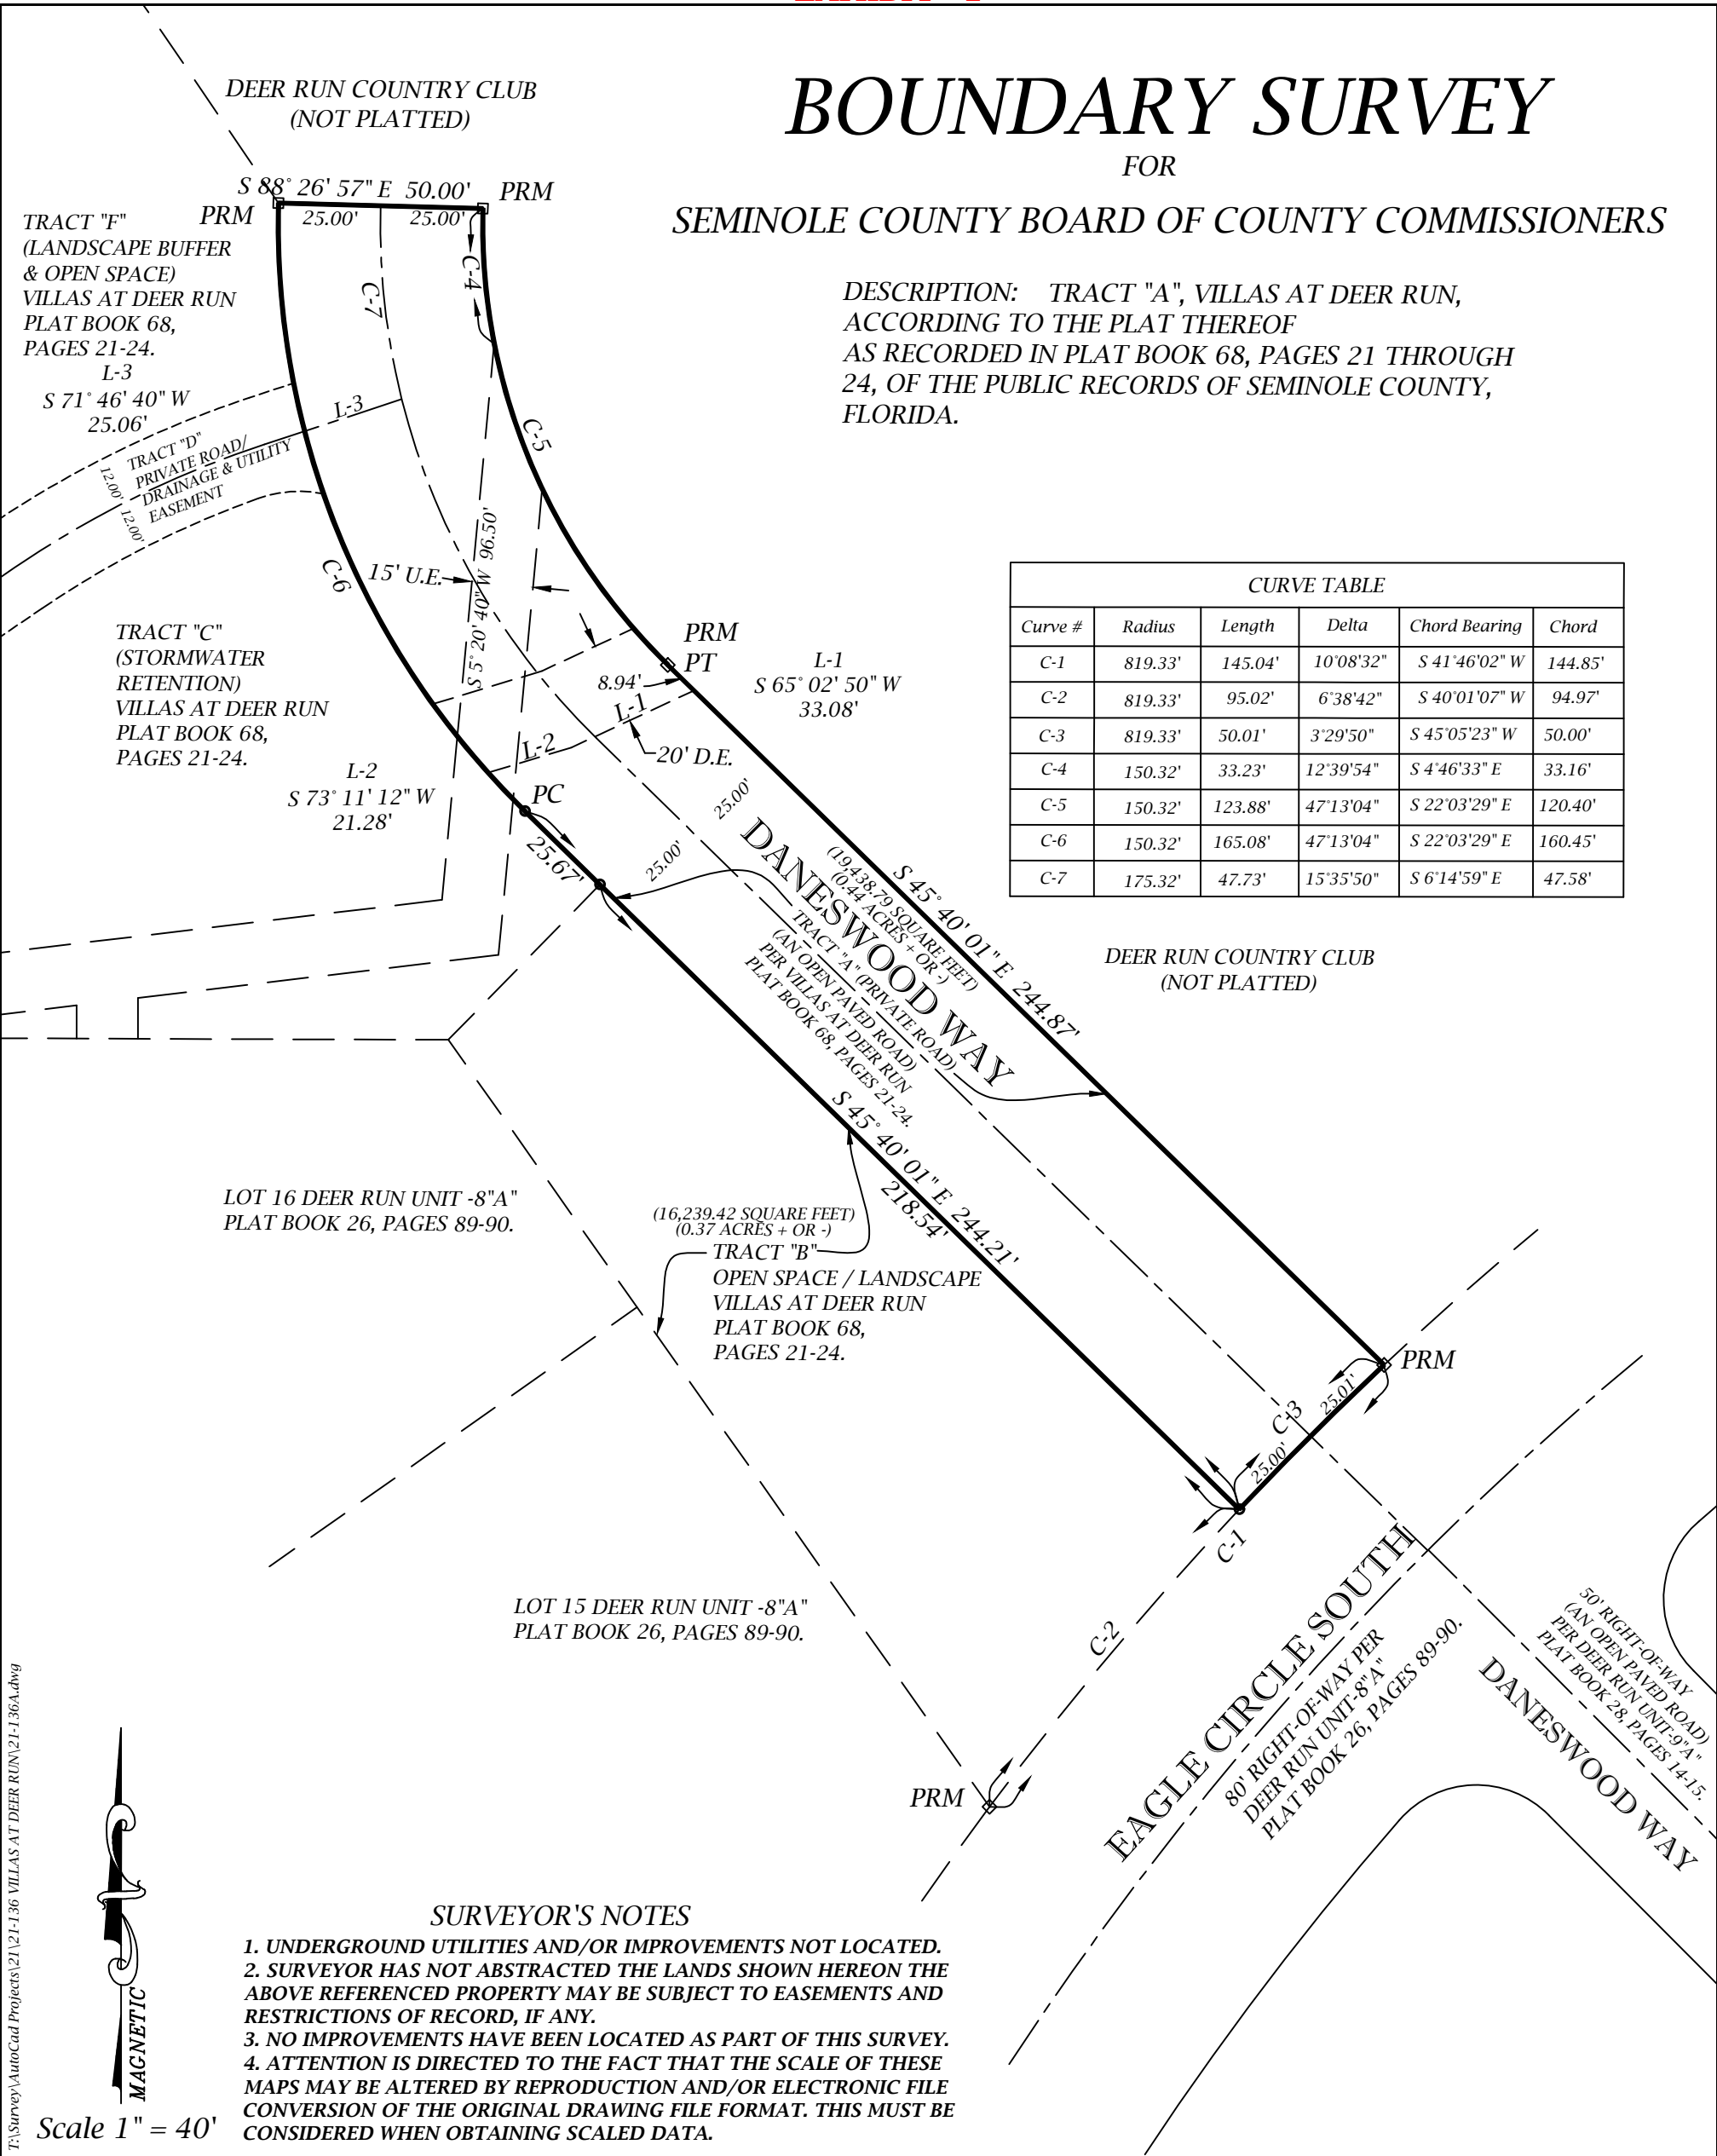 BOUNDARY SURVEY
FOR
SEMINOLE COUNTY BOARD OF COUNTY COMMISSIONERS
DESCRIPTION: TRACT "A", VILLAS AT DEER RUN,
ACCORDING TO THE PLAT THEREOF
AS RECORDED IN PLAT BOOK 68, PAGES 21 THROUGH
24, OF THE PUBLIC RECORDS OF SEMINOLE COUNTY,
FLORIDA.
DEER RUN COUNTRY CLUB
(NOT PLATTED)
S 88° 26' 57" E 50.00'
PRM
PRM
25.00'
25.00'
TRACT "F"
(LANDSCAPE BUFFER
& OPEN SPACE)
VILLAS AT DEER RUN
PLAT BOOK 68,
PAGES 21-24.
C-4
C-7
L-3
S 71° 46' 40" W
25.06'
L-3
C-5
TRACT "D"
PRIVATE ROAD/
DRAINAGE & UTILITY
EASEMENT
12.00'
12.00'
C-6
15' U.E.
S 5° 20' 40" W 96.50'
TRACT "C"
(STORMWATER
RETENTION)
VILLAS AT DEER RUN
PLAT BOOK 68,
PAGES 21-24.
PRM
PT
L-1
S 65° 02' 50" W
33.08'
8.94'
L-1
L-2
20' D.E.
L-2
S 73° 11' 12" W
21.28'
PC
25.67'
25.00'
25.00'
CURVE TABLE
Curve # Radius Length Delta Chord Bearing Chord
C-1 819.33' 145.04' 10°08'32" S 41°46'02" W 144.85'
C-2 819.33' 95.02' 6°38'42" S 40°01'07" W 94.97'
C-3 819.33' 50.01' 3°29'50" S 45°05'23" W 50.00'
C-4 150.32' 33.23' 12°39'54" S 4°46'33" E 33.16'
C-5 150.32' 123.88' 47°13'04" S 22°03'29" E 120.40'
C-6 150.32' 165.08' 47°13'04" S 22°03'29" E 160.45'
C-7 175.32' 47.73' 15°35'50" S 6°14'59" E 47.58'
S 45° 40' 01" E 244.87'
(19,438.79 SQUARE FEET)
(0.44 ACRES + OR -)
DANESWOOD WAY
TRACT "A" (PRIVATE ROAD)
(AN OPEN PAVED ROAD)
PER VILLAS AT DEER RUN
PLAT BOOK 68, PAGES 21-24.
DEER RUN COUNTRY CLUB
(NOT PLATTED)
S 45° 40' 01" E 244.21'
218.54'
LOT 16 DEER RUN UNIT -8"A"
PLAT BOOK 26, PAGES 89-90.
(16,239.42 SQUARE FEET)
(0.37 ACRES + OR -)
TRACT "B"
OPEN SPACE / LANDSCAPE
VILLAS AT DEER RUN
PLAT BOOK 68,
PAGES 21-24.
PRM
C-3
25.01'
25.00'
C-1
C-2
LOT 15 DEER RUN UNIT -8"A"
PLAT BOOK 26, PAGES 89-90.
PRM
EAGLE CIRCLE SOUTH
80' RIGHT-OF-WAY PER
DEER RUN UNIT-8"A"
PLAT BOOK 26, PAGES 89-90.
50' RIGHT-OF-WAY
(AN OPEN PAVED ROAD)
PER DEER RUN UNIT-9"A"
PLAT BOOK 28, PAGES 14-15.
DANESWOOD WAY
SURVEYOR'S NOTES
1. UNDERGROUND UTILITIES AND/OR IMPROVEMENTS NOT LOCATED.
2. SURVEYOR HAS NOT ABSTRACTED THE LANDS SHOWN HEREON THE
ABOVE REFERENCED PROPERTY MAY BE SUBJECT TO EASEMENTS AND
RESTRICTIONS OF RECORD, IF ANY.
3. NO IMPROVEMENTS HAVE BEEN LOCATED AS PART OF THIS SURVEY.
4. ATTENTION IS DIRECTED TO THE FACT THAT THE SCALE OF THESE
MAPS MAY BE ALTERED BY REPRODUCTION AND/OR ELECTRONIC FILE
CONVERSION OF THE ORIGINAL DRAWING FILE FORMAT. THIS MUST BE
CONSIDERED WHEN OBTAINING SCALED DATA.
MAGNETIC
Scale 1" = 40'
T:\Survey\AutoCad Projects\21\21-136 VILLAS AT DEER RUN\21-136A.dwg